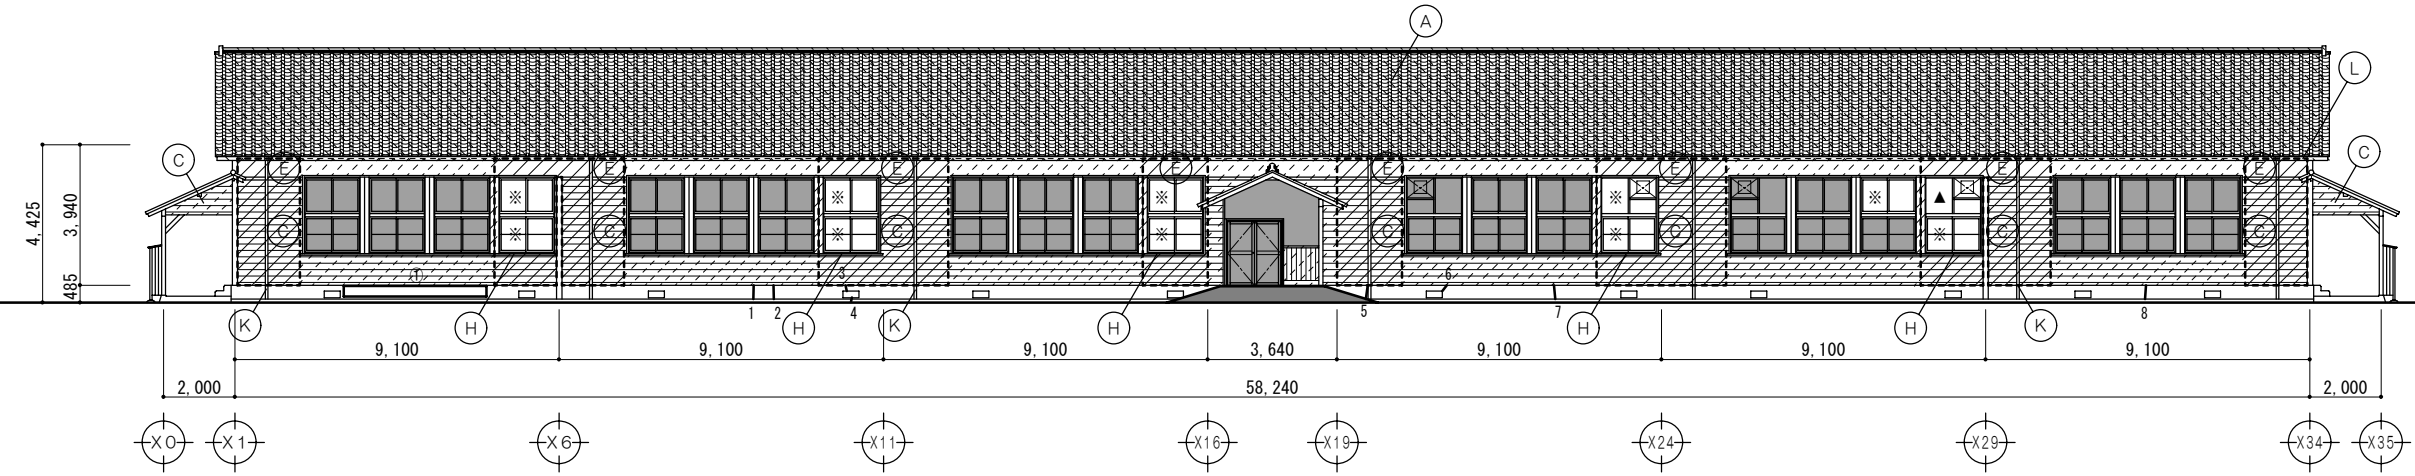 A
L
C
C
E E E E E E E E
※ ※ ※ ※ ※ ▲
C C C C C C C C
※ ※ ※ ※ ※
4,425
3,940
485
① 3 6
1 2 4 5 7 8
K H H K H H H K
9,100 9,100 9,100 3,640 9,100 9,100 9,100
2,000 58,240 2,000
X0 X1 X6 X11 X16 X19 X24 X29 X34 X35